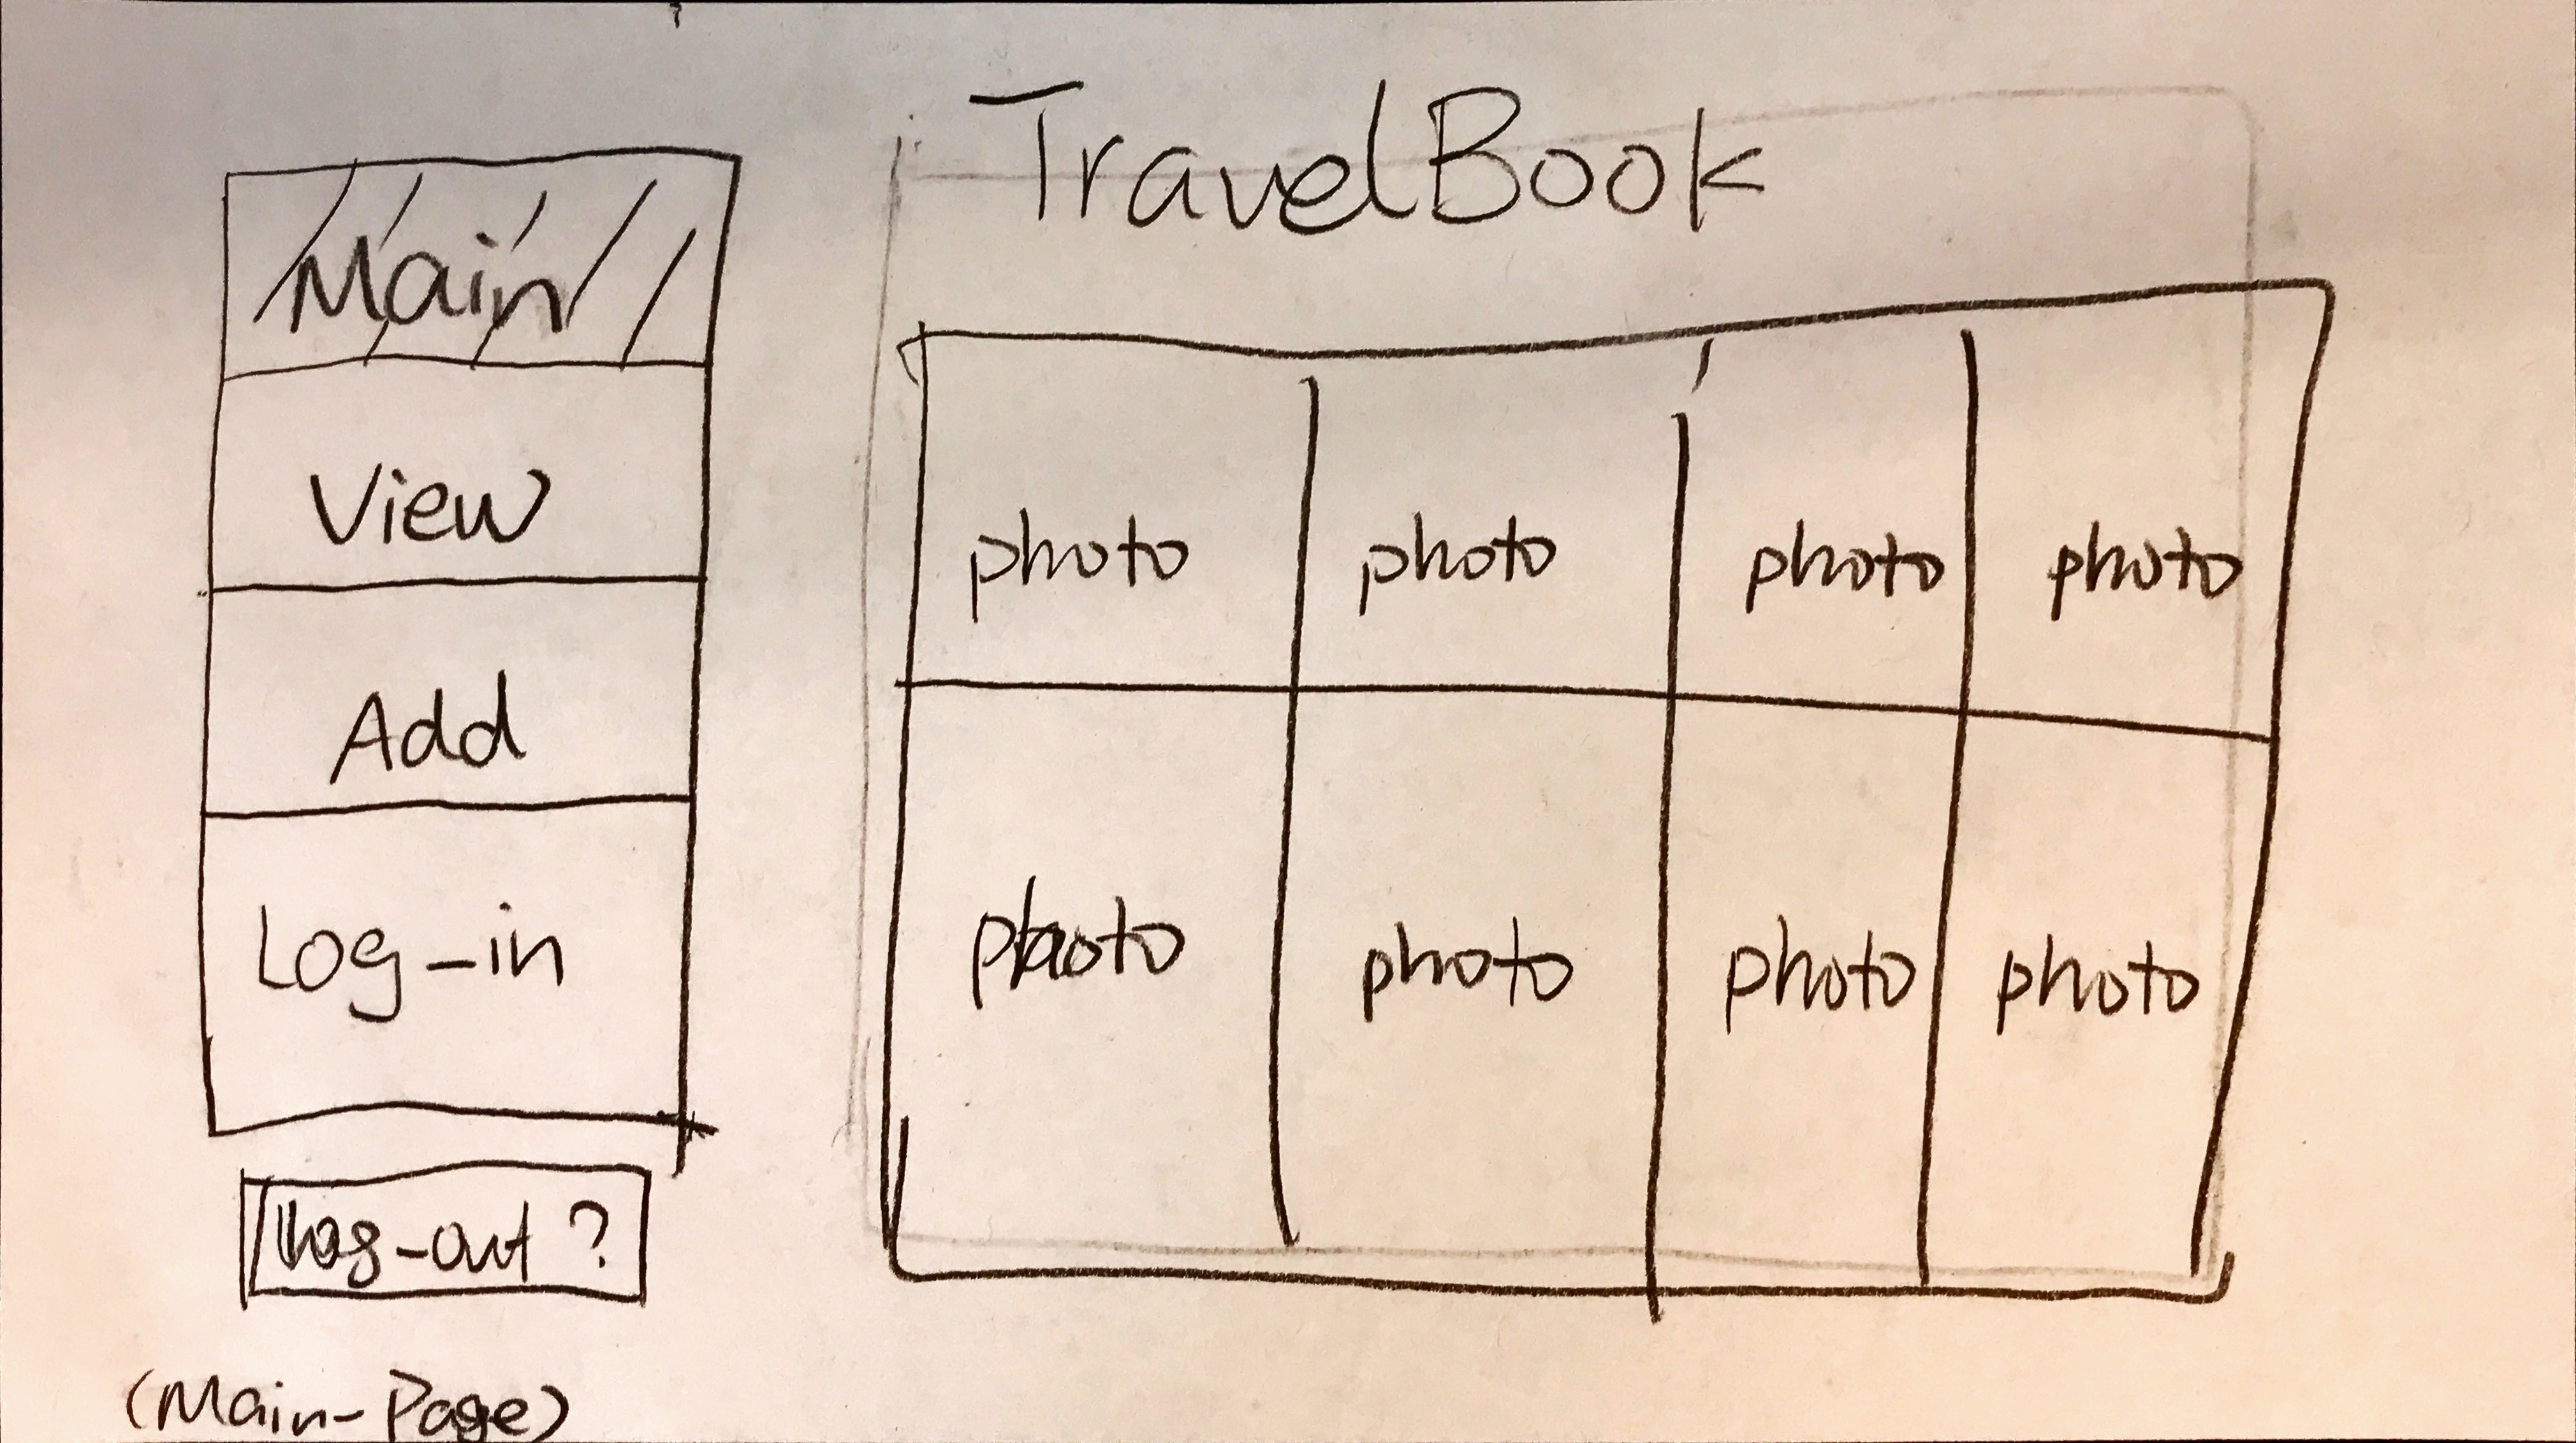 TravelBook
Main
View
Add
Log-in
Log-out ?
(Main-Page)
photo photo photo photo
photo photo photo photo